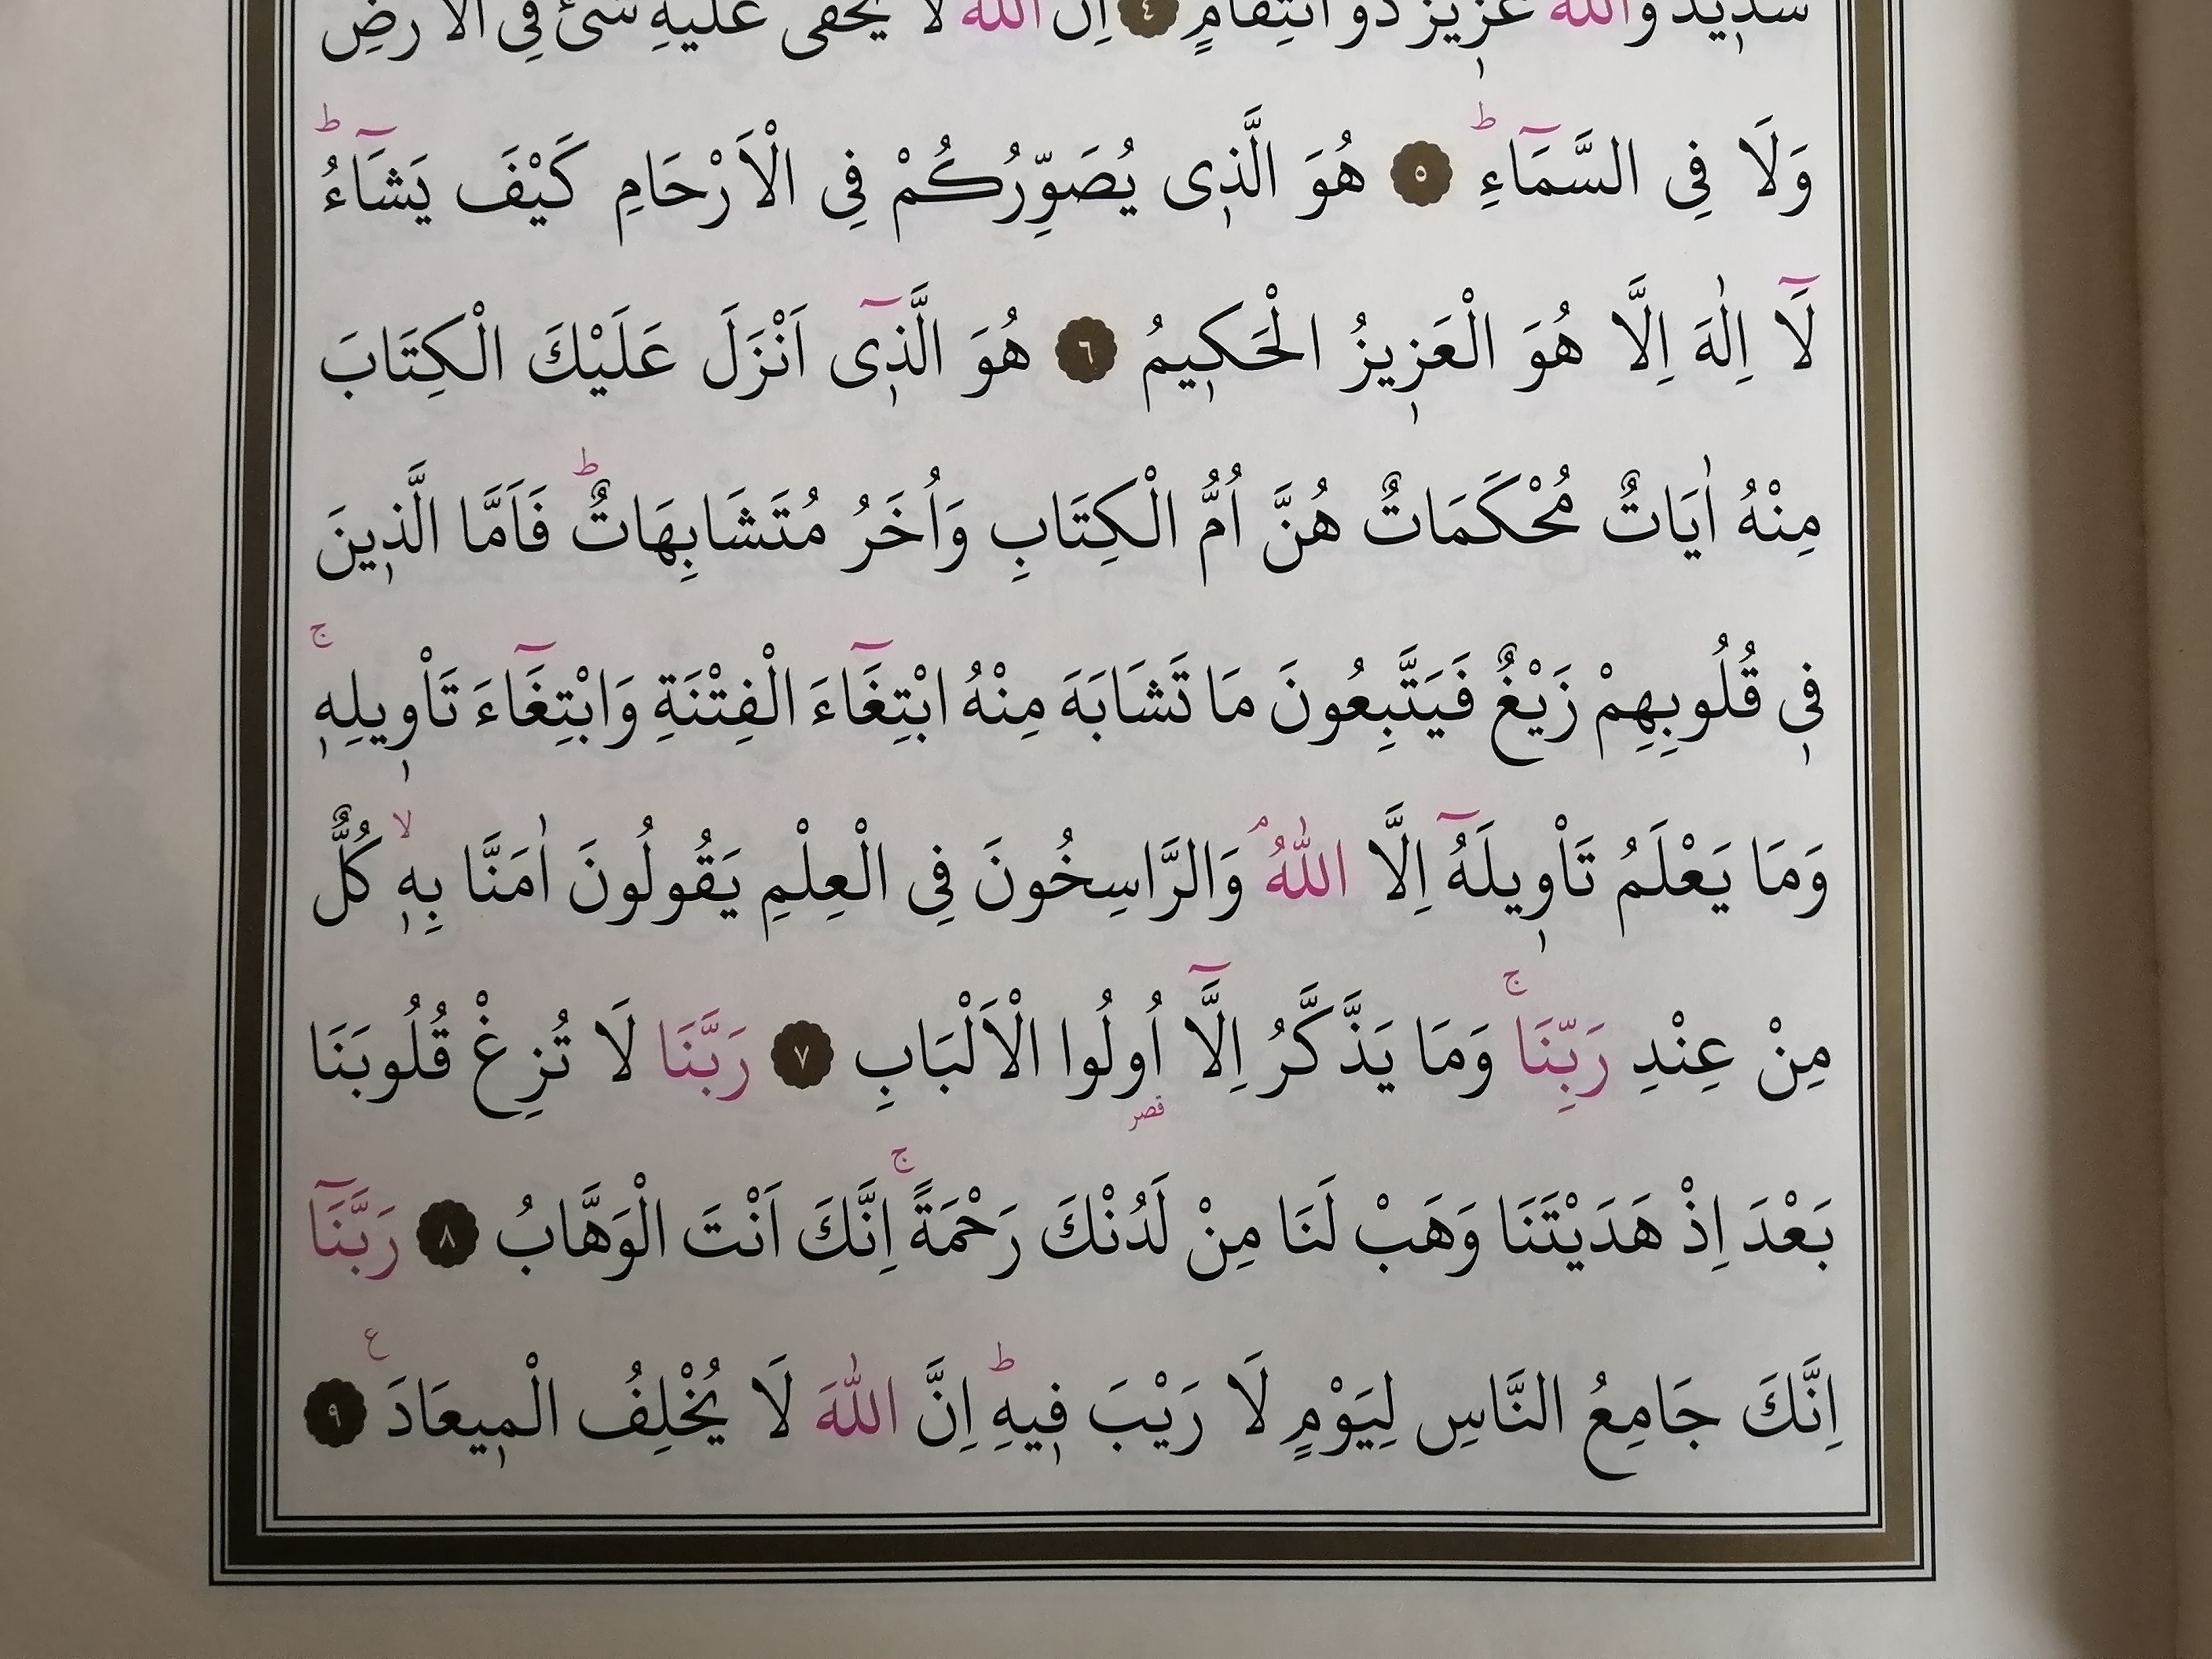 شَدٖيدٌ وَاللّٰهُ عَزٖيزٌ ذُو انْتِقَامٍ ٤ اِنَّ اللّٰهَ لَا يَخْفٰى عَلَيْهِ شَیْءٌ فِی الْاَرْضِ
وَلَا فِی السَّمَٓاءِؕ ٥ هُوَ الَّذٖی يُصَوِّرُكُمْ فِی الْاَرْحَامِ كَيْفَ يَشَٓاءُؕ
لَٓا اِلٰهَ اِلَّا هُوَ الْعَزٖيزُ الْحَكٖيمُ ٦ هُوَ الَّذٖٓی اَنْزَلَ عَلَيْكَ الْكِتَابَ
مِنْهُ اٰيَاتٌ مُحْكَمَاتٌ هُنَّ اُمُّ الْكِتَابِ وَاُخَرُ مُتَشَابِهَاتٌؕ فَاَمَّا الَّذٖينَ
فٖی قُلُوبِهِمْ زَيْغٌ فَيَتَّبِعُونَ مَا تَشَابَهَ مِنْهُ ابْتِغَٓاءَ الْفِتْنَةِ وَابْتِغَٓاءَ تَاْوٖيلِهٖۚ
وَمَا يَعْلَمُ تَاْوٖيلَهُٓ اِلَّا اللّٰهُۘ وَالرَّاسِخُونَ فِی الْعِلْمِ يَقُولُونَ اٰمَنَّا بِهٖۙ كُلٌّ
مِنْ عِنْدِ رَبِّنَاۚ وَمَا يَذَّكَّرُ اِلَّٓا اُولُوا الْاَلْبَابِ ٧ رَبَّنَا لَا تُزِغْ قُلُوبَنَا
قصر
بَعْدَ اِذْ هَدَيْتَنَا وَهَبْ لَنَا مِنْ لَدُنْكَ رَحْمَةًۚ اِنَّكَ اَنْتَ الْوَهَّابُ ٨ رَبَّنَٓا
اِنَّكَ جَامِعُ النَّاسِ لِيَوْمٍ لَا رَيْبَ فٖيهِؕ اِنَّ اللّٰهَ لَا يُخْلِفُ الْمٖيعَادَ ع ٩